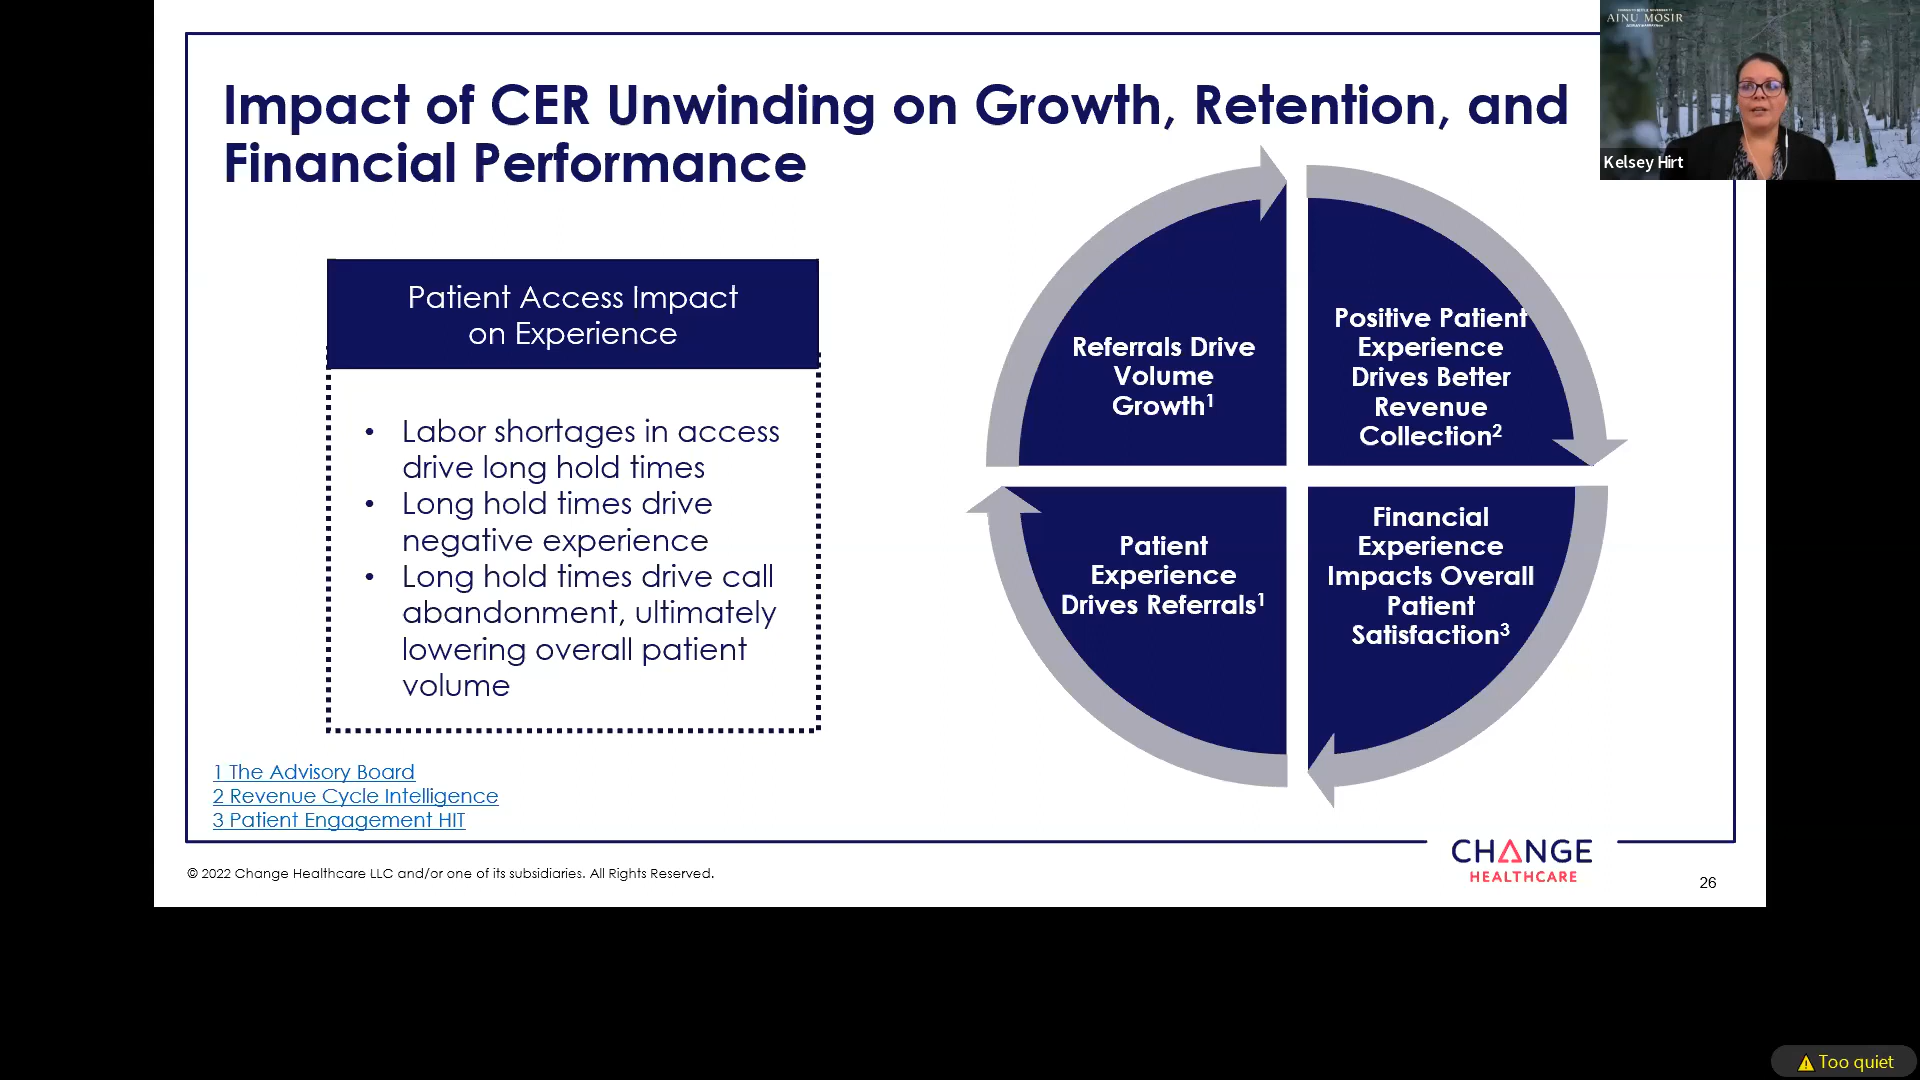 Impact of CER Unwinding on Growth, Retention, and
Financial Performance
AINU MOSIR
Kelsey Hirt
Patient Access Impact
on Experience
• Labor shortages in access
drive long hold times
• Long hold times drive
negative experience
• Long hold times drive call
abandonment, ultimately
lowering overall patient
volume
Referrals Drive
Volume
Growth1
Positive Patient
Experience
Drives Better
Revenue
Collection2
Patient
Experience
Drives Referrals1
Financial
Experience
Impacts Overall
Patient
Satisfaction3
1 The Advisory Board
2 Revenue Cycle Intelligence
3 Patient Engagement HIT
© 2022 Change Healthcare LLC and/or one of its subsidiaries. All Rights Reserved.
CHANGE
HEALTHCARE
26
Too quiet